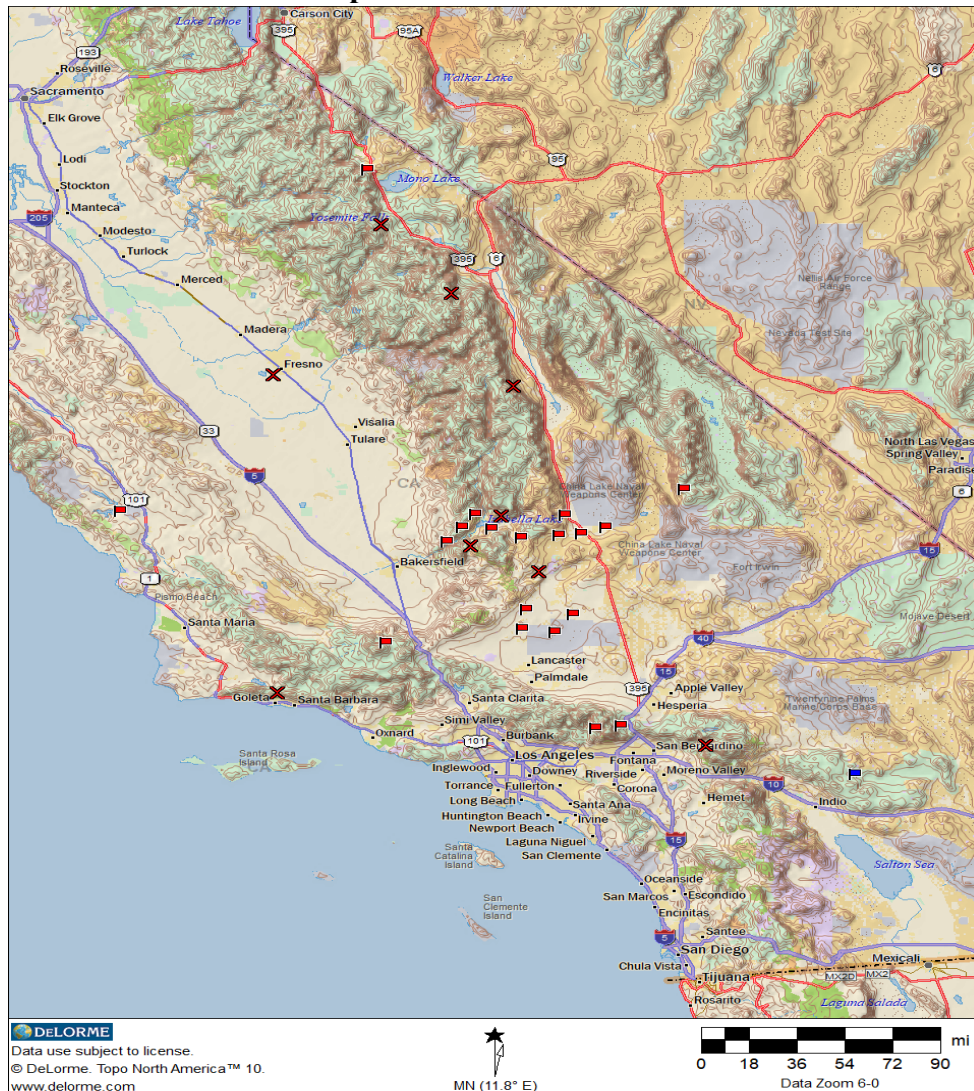 Carson City
Lake Tahoe
395
95A
193
Roseville
Walker Lake
6
Sacramento
Elk Grove
Lodi
95
Stockton
Mono Lake
Manteca
205
Yosemite Falls
Modesto
Turlock
395
6
Merced
Nellis Air Force
Range
Madera
Nevada Test Site
Fresno
33
Visalia
Tulare
North Las Vegas
Spring Valley
Paradise
5
CA
China Lake Naval
Weapons Center
6
101
Isabella Lake
China Lake Naval
Weapons Center
15
Bakersfield
Fort Irwin
1
Pismo Beach
Mojave Desert
Santa Maria
40
Lancaster
15
Palmdale
395
Apple Valley
Goleta
Santa Barbara
Santa Clarita
Hesperia
Twentynine Palms
Marine Corps Base
Simi Valley
Oxnard
Burbank
101
San Bernardino
Santa Rosa
Island
Los Angeles
Fontana
Inglewood
Downey
Riverside
Moreno Valley
Torrance
Fullerton
Corona
10
Long Beach
Santa Ana
Hemet
Indio
Huntington Beach
Irvine
Newport Beach
15
Laguna Niguel
Santa
Catalina
Island
San Clemente
Salton Sea
Oceanside
San Marcos
Escondido
San
Clemente
Island
Encinitas
Santee
5
San Diego
Chula Vista
Mexicali
Tijuana
MX2D
MX2
Rosarito
Laguna Salada
DELORME
Data use subject to license.
© DeLorme. Topo North America™ 10.
www.delorme.com
MN (11.8° E)
mi
0 18 36 54 72 90
Data Zoom 6-0